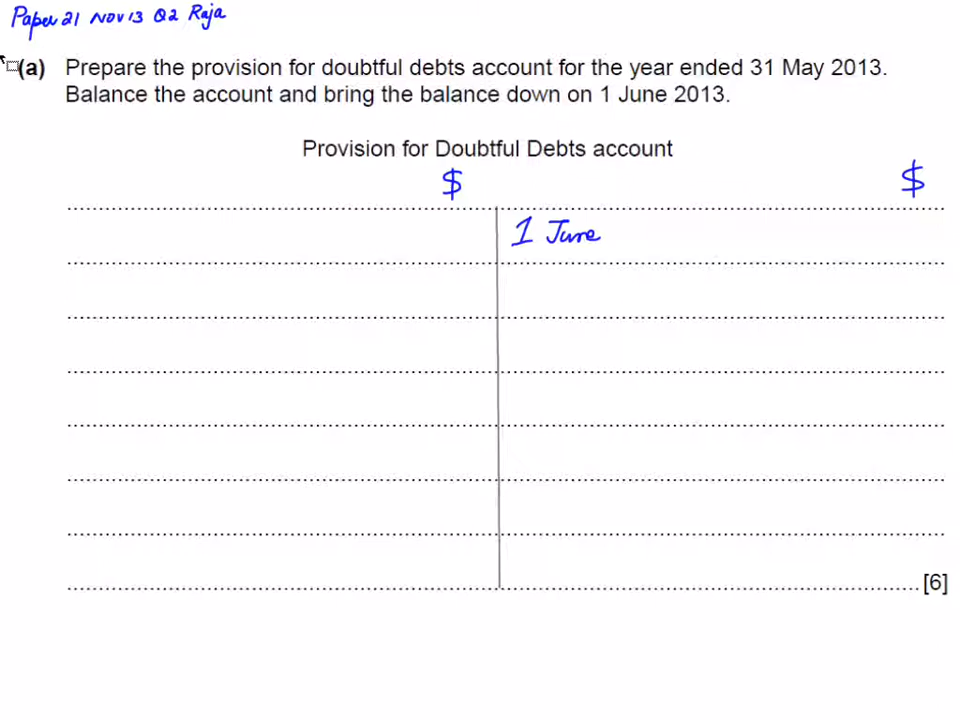 Paper 21 Nov 13 Q2 Raja
(a) Prepare the provision for doubtful debts account for the year ended 31 May 2013.
Balance the account and bring the balance down on 1 June 2013.
Provision for Doubtful Debts account
$ $
1 June
[6]